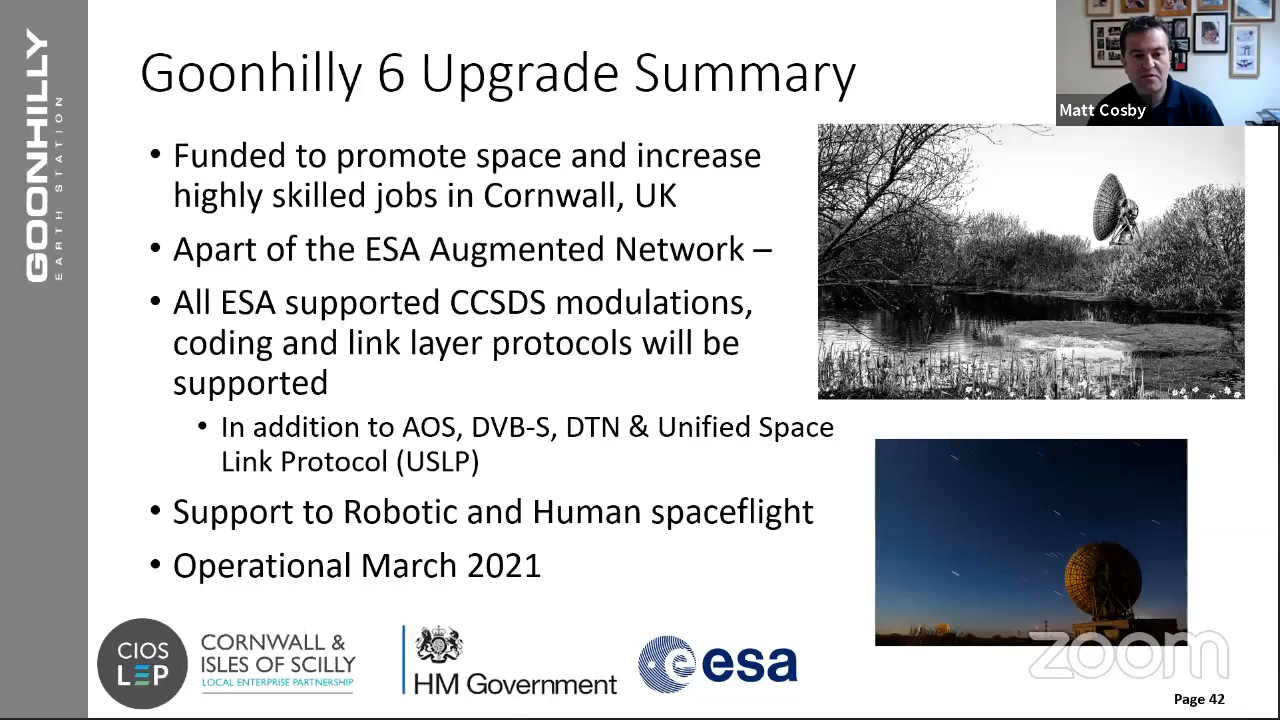 GOONHILLY
EARTH STATION
Goonhilly 6 Upgrade Summary
Matt Cosby
• Funded to promote space and increase
highly skilled jobs in Cornwall, UK
• Apart of the ESA Augmented Network –
• All ESA supported CCSDS modulations,
coding and link layer protocols will be
supported
• In addition to AOS, DVB-S, DTN & Unified Space
Link Protocol (USLP)
• Support to Robotic and Human spaceflight
• Operational March 2021
CIOS
LEP
CORNWALL &
ISLES OF SCILLY
LOCAL ENTERPRISE PARTNERSHIP
HM Government
esa
zoom
Page 42